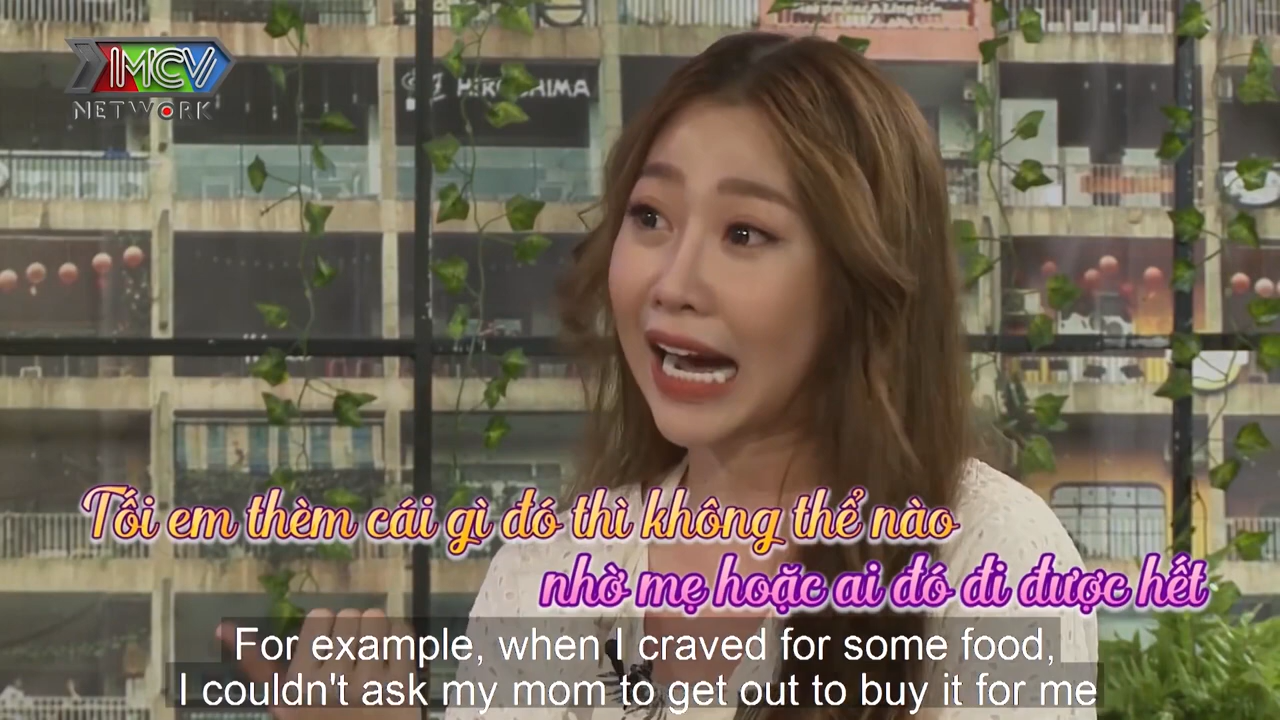 MCV
NETWORK
HIROSHIMA
Tối em thèm cái gì đó thì không thể nào
nhờ mẹ hoặc ai đó đi được hết
For example, when I craved for some food,
I couldn't ask my mom to get out to buy it for me